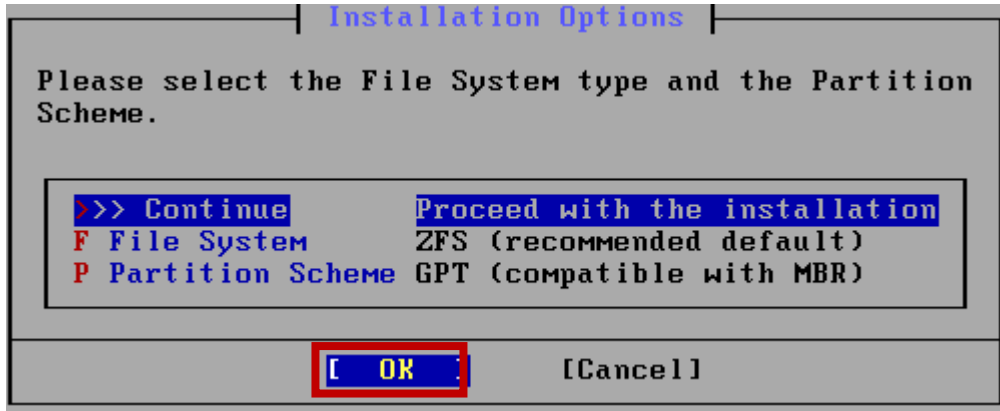 Installation Options
Please select the File System type and the Partition
Scheme.
>>> Continue Proceed with the installation
F File System ZFS (recommended default)
P Partition Scheme GPT (compatible with MBR)
[ OK ] [Cancel]